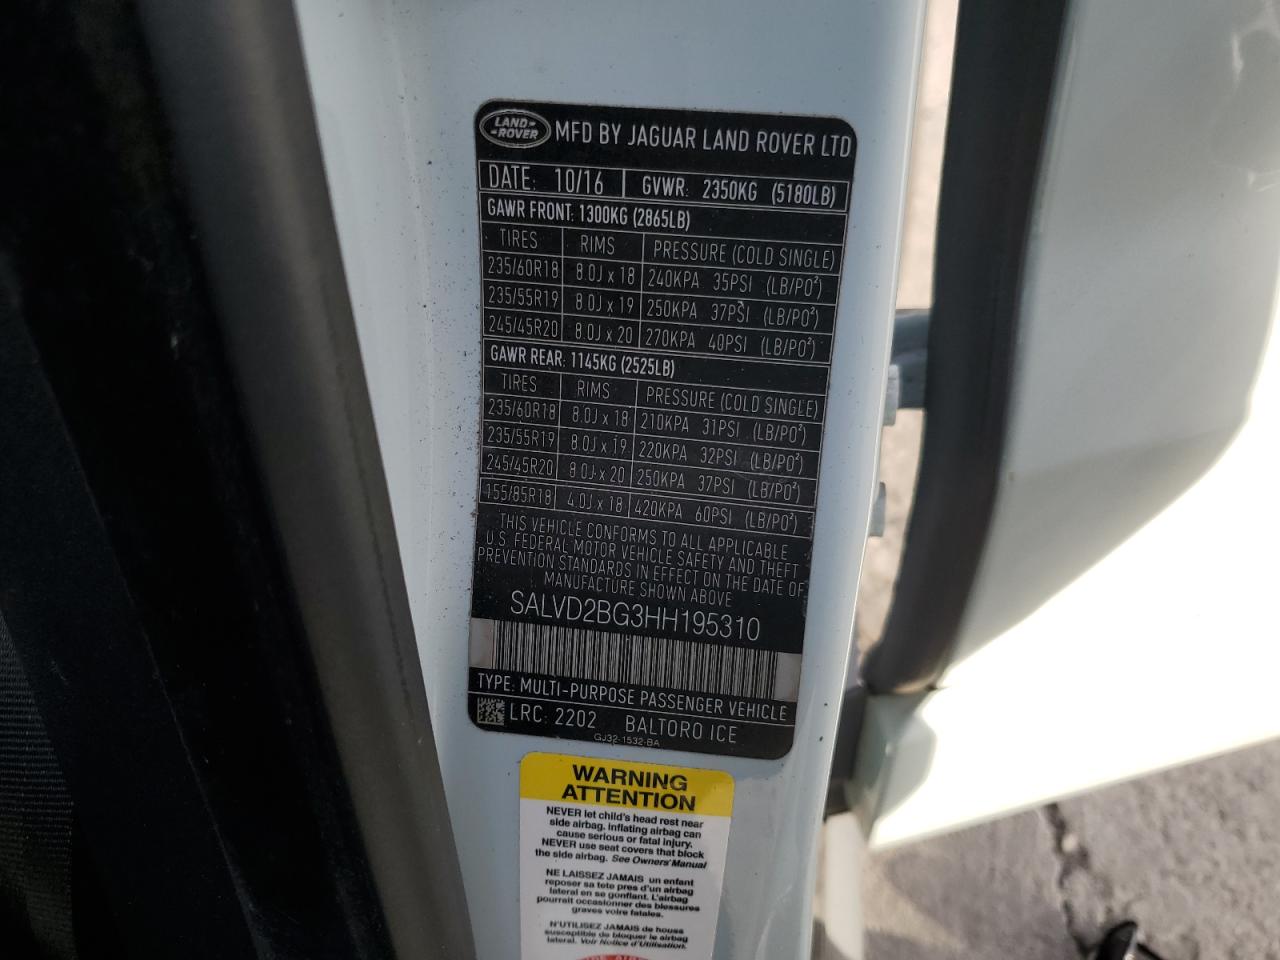 LAND-
-ROVER
MFD BY JAGUAR LAND ROVER LTD
DATE: 10/16 GVWR: 2350KG (5180LB)
GAWR FRONT: 1300KG (2865LB)
TIRES RIMS PRESSURE (COLD SINGLE)
235/60R18 8.0J x 18 240KPA 35PSI (LB/PO²)
235/55R19 8.0J x 19 250KPA 37PSI (LB/PO²)
245/45R20 8.0J x 20 270KPA 40PSI (LB/PO²)
GAWR REAR: 1145KG (2525LB)
TIRES RIMS PRESSURE (COLD SINGLE)
235/60R18 8.0J x 18 210KPA 31PSI (LB/PO²)
235/55R19 8.0J x 19 220KPA 32PSI (LB/PO²)
245/45R20 8.0J x 20 250KPA 37PSI (LB/PO²)
155/85R18 4.0J x 18 420KPA 60PSI (LB/PO²)
THIS VEHICLE CONFORMS TO ALL APPLICABLE
U.S. FEDERAL MOTOR VEHICLE SAFETY AND THEFT
PREVENTION STANDARDS IN EFFECT ON THE DATE OF
MANUFACTURE SHOWN ABOVE
SALVD2BG3HH195310
TYPE: MULTI-PURPOSE PASSENGER VEHICLE
LRC: 2202 BALTORO ICE
GJ32-1532-BA
WARNING
ATTENTION
NEVER let child's head rest near
side airbag. Inflating airbag can
cause serious or fatal injury.
NEVER use seat covers that block
the side airbag. See Owners' Manual
NE LAISSEZ JAMAIS un enfant
reposer sa tete pres d'un airbag
lateral en se gonflant. L'airbag
pourrait occasionner des blessures
graves voire fatales.
N'UTILISEZ JAMAIS de housse
susceptible de bloquer le airbag
lateral. Voir Notice d'Utilisation.